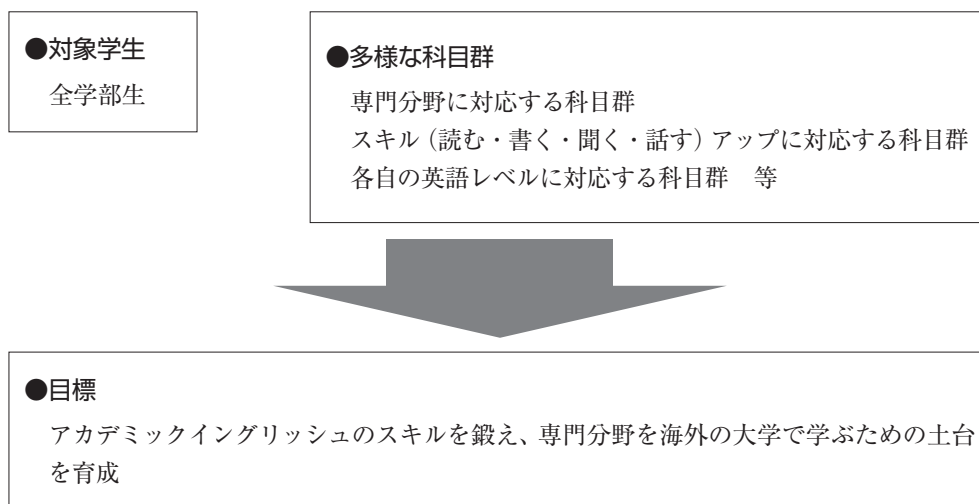 ●対象学生
全学部生
●多様な科目群
専門分野に対応する科目群
スキル（読む・書く・聞く・話す）アップに対応する科目群
各自の英語レベルに対応する科目群　等
●目標
アカデミックイングリッシュのスキルを鍛え、専門分野を海外の大学で学ぶための土台
を育成